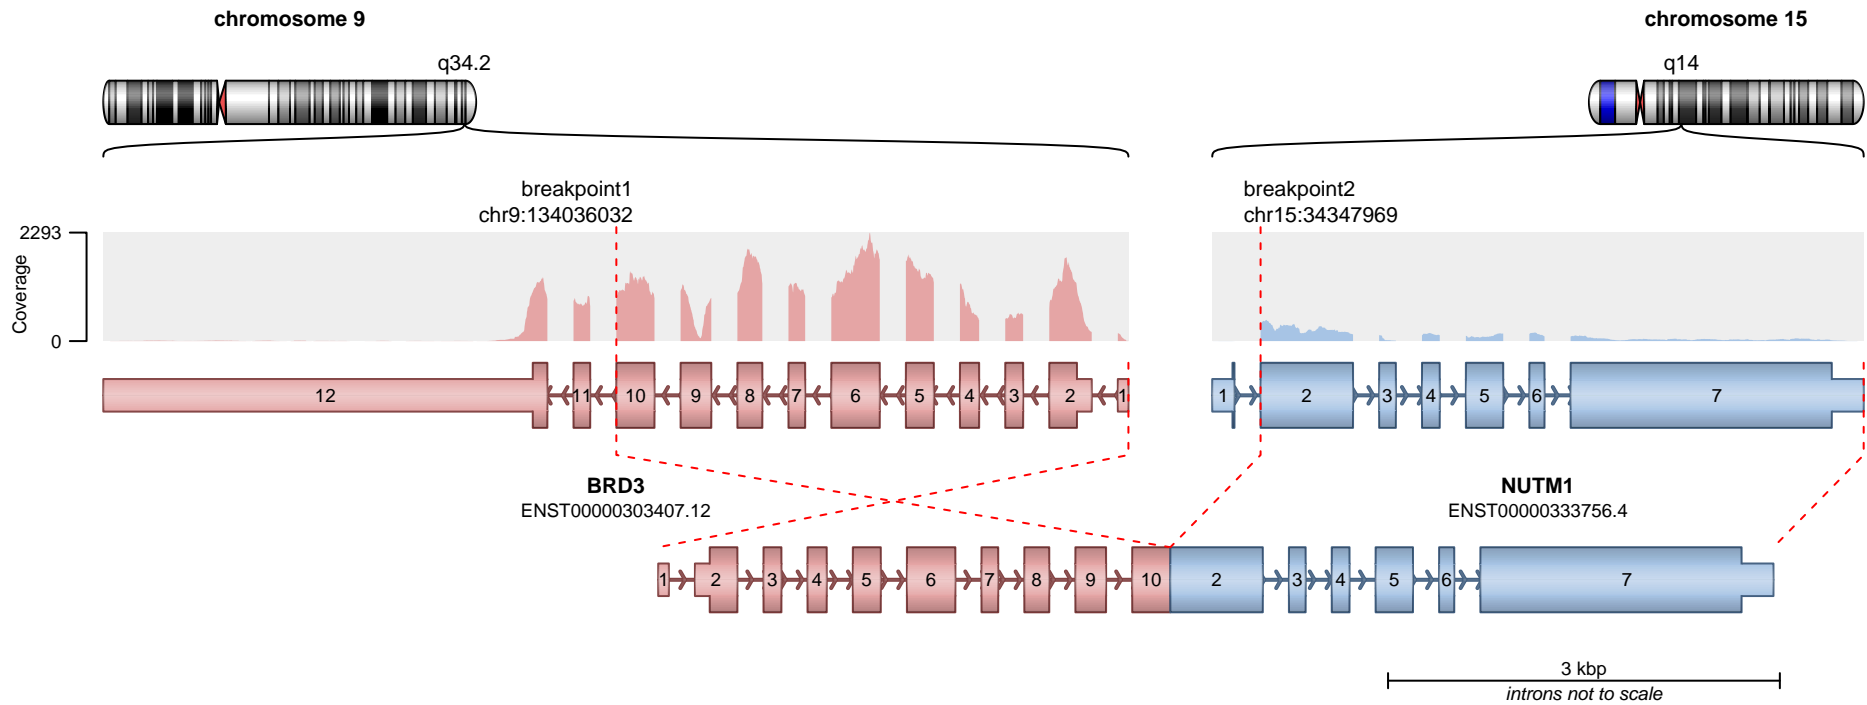 chromosome 9
chromosome 15
q34.2
q14
breakpoint1
chr9:134036032
breakpoint2
chr15:34347969
2293
Coverage
0
12 11 10 9 8 7 6 5 4 3 2 1
1 2 3 4 5 6 7
BRD3
ENST00000303407.12
NUTM1
ENST00000333756.4
1 2 3 4 5 6 7 8 9 10 2 3 4 5 6 7
3 kbp
introns not to scale